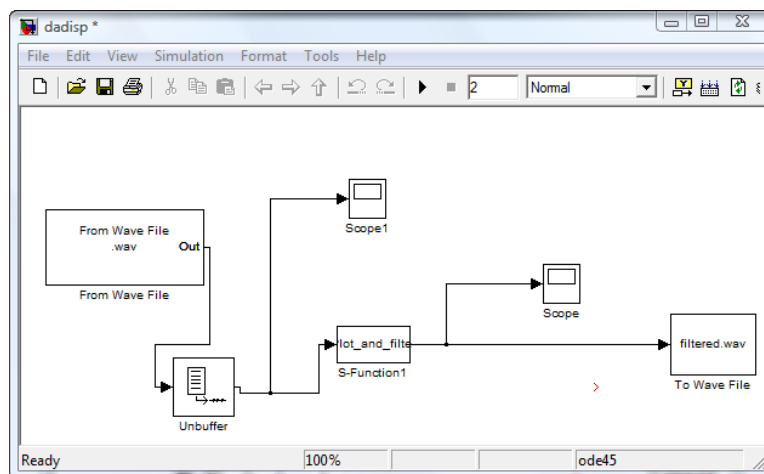 dadisp *
File Edit View Simulation Format Tools Help
2 Normal
Scope1
From Wave File
.wav
Out
From Wave File
Scope
lot_and_filte
S-Function1
filtered.wav
To Wave File
Unbuffer
Ready 100% ode45